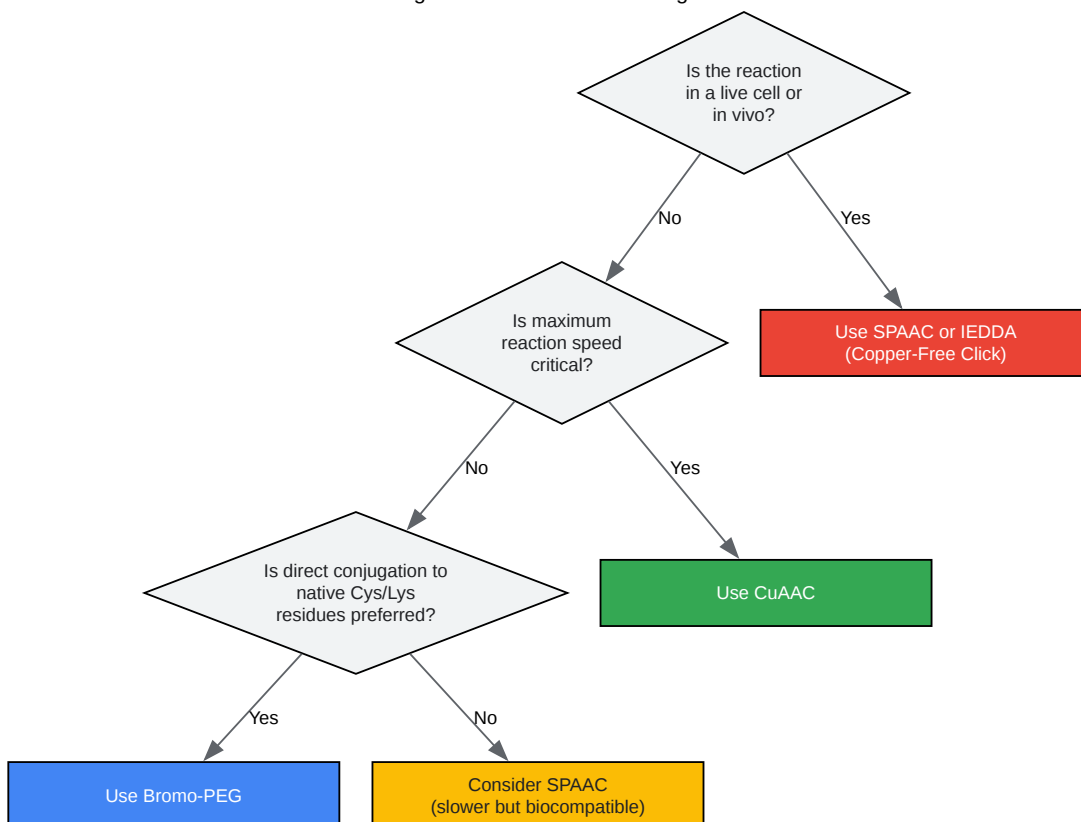 Is the reaction
in a live cell or
in vivo?
No
Yes
Is maximum
reaction speed
critical?
Use SPAAC or IEDDA
(Copper-Free Click)
No
Yes
Is direct conjugation to
native Cys/Lys
residues preferred?
Use CuAAC
Yes
No
Use Bromo-PEG
Consider SPAAC
(slower but biocompatible)